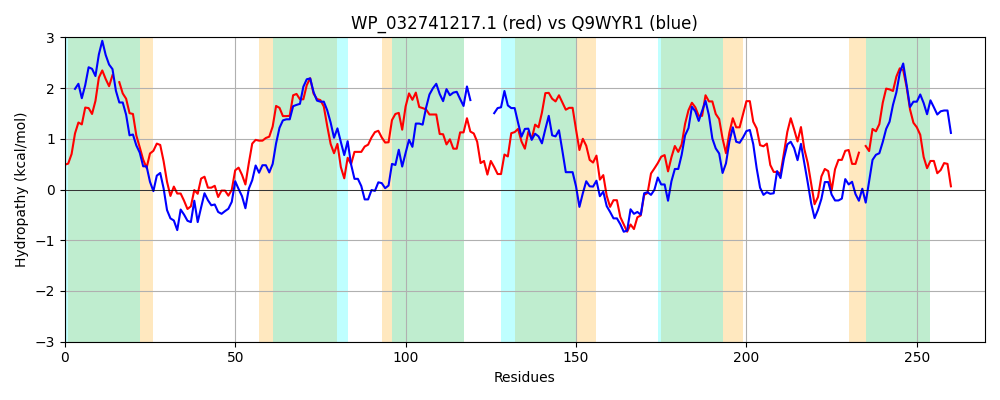 WP_032741217.1 (red) vs Q9WYR1 (blue)
Hydropathy (kcal/mol)
3
2
1
0
−1
−2
−3
0 50 100 150 200 250
Residues